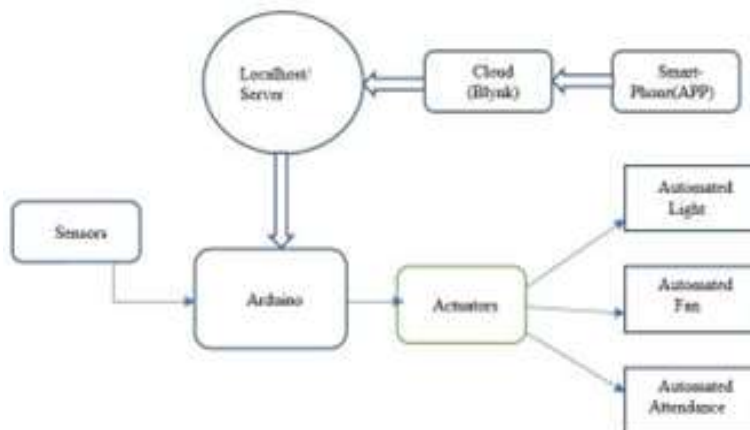 Localhost/
Server
Cloud
(Blynk)
Smart-
Phone(APP)
Sensors
Arduino
Actuators
Automated
Light
Automated
Fan
Automated
Attendance